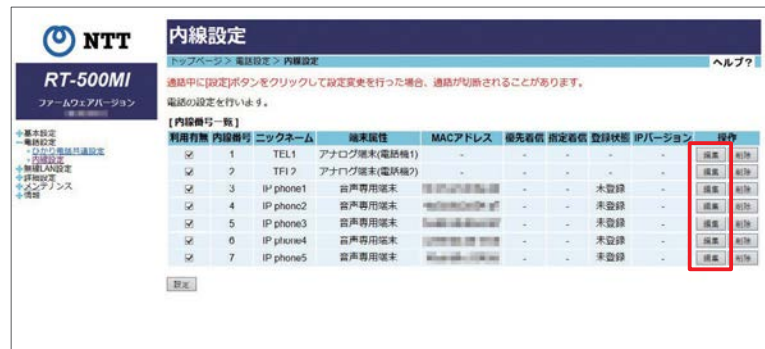 NTT
RT-500MI
ファームウェアバージョン
基本設定
電話設定
ひかり電話共通設定
内線設定
無線LAN設定
詳細設定
メンテナンス
情報
内線設定
トップページ > 電話設定 > 内線設定
ヘルプ?
通話中に[設定]ボタンをクリックして設定変更を行った場合、通話が切断されることがあります。
電話の設定を行います。
[内線番号一覧]
利用有無 内線番号 ニックネーム 端末属性 MACアドレス 優先着信 指定着信 登録状態 IPバージョン 操作
1 TEL1 アナログ端末(電話機1) - - - - - 編集 削除
2 TEL2 アナログ端末(電話機2) - - - - - 編集 削除
3 IP phone1 音声専用端末 - - 未登録 - 編集 削除
4 IP phone2 音声専用端末 - - 未登録 - 編集 削除
5 IP phone3 音声専用端末 - - 未登録 - 編集 削除
6 IP phone4 音声専用端末 - - 未登録 - 編集 削除
7 IP phone5 音声専用端末 - - 未登録 - 編集 削除
設定